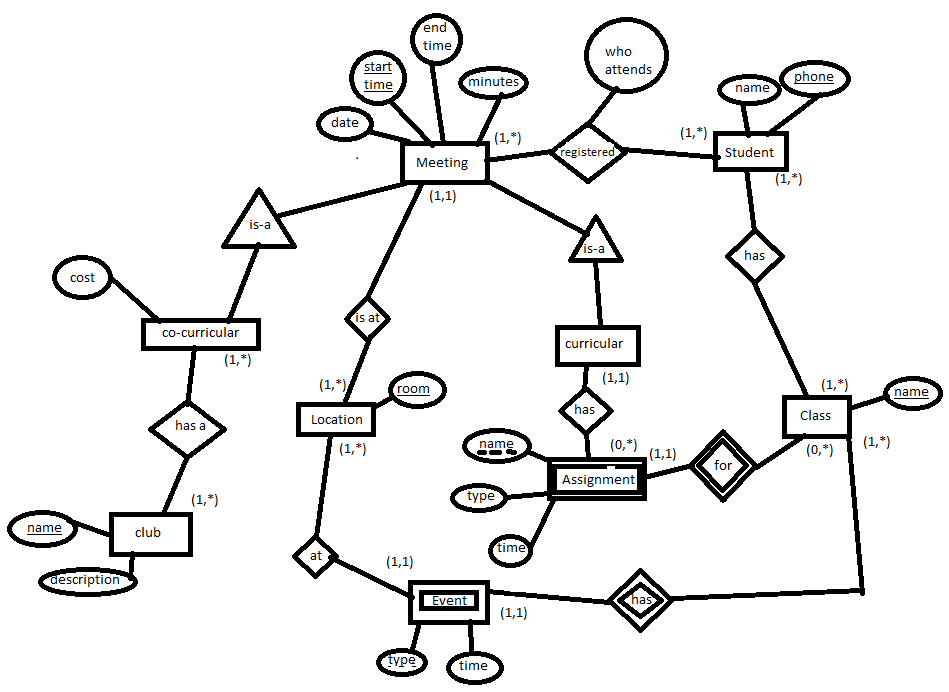 end
time
who
attends
start
time
minutes
name
phone
date
(1,*)
(1,*)
Meeting
registered
Student
(1,*)
(1,1)
is-a
is-a
has
cost
is at
co-curricular
curricular
(1,*)
(1,1)
(1,*)
room
(1,*)
name
has a
Location
has
Class
(1,*)
name
(0,*)
(1,1)
(0,*)
(1,*)
for
Assignment
type
(1,*)
name
club
time
at
(1,1)
description
Event
has
(1,1)
type
time